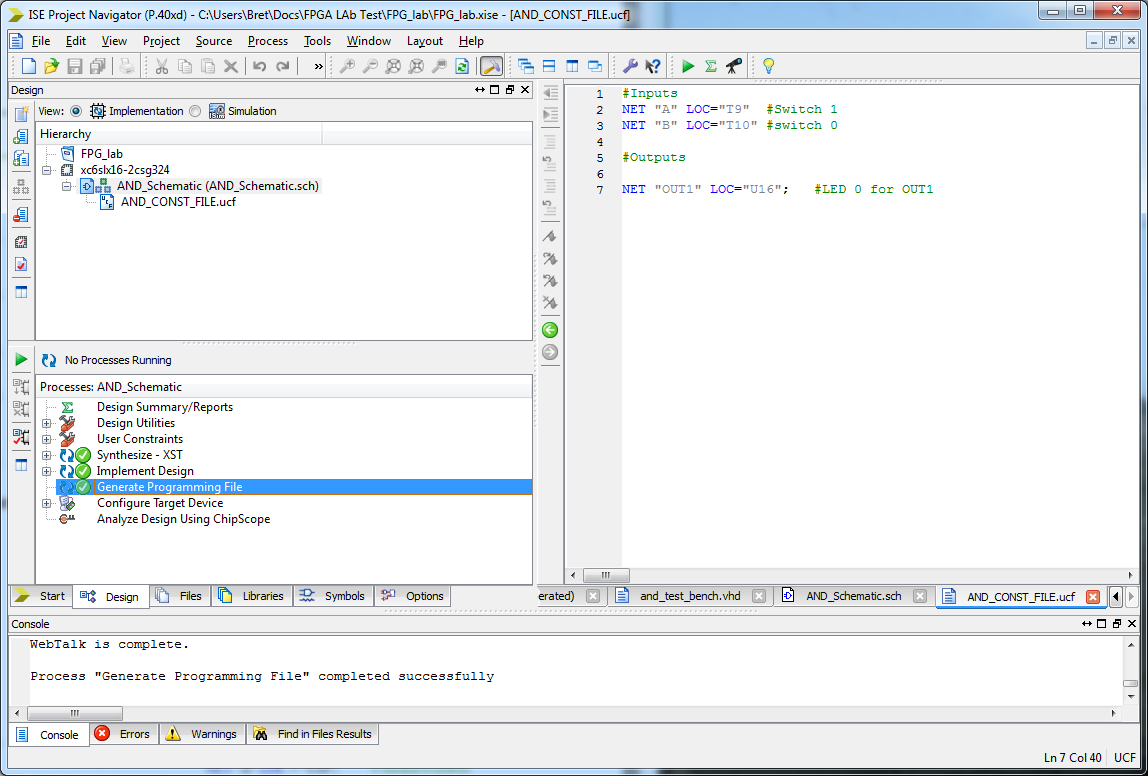 ISE Project Navigator (P.40xd) - C:\Users\Bret\Docs\FPGA LAb Test\FPG_lab\FPG_lab.xise - [AND_CONST_FILE.ucf]
File Edit View Project Source Process Tools Window Layout Help
Design
View: Implementation Simulation
Hierarchy
FPG_lab
xc6slx16-2csg324
AND_Schematic (AND_Schematic.sch)
AND_CONST_FILE.ucf
No Processes Running
Processes: AND_Schematic
Design Summary/Reports
Design Utilities
User Constraints
Synthesize - XST
Implement Design
Generate Programming File
Configure Target Device
Analyze Design Using ChipScope
Start Design Files Libraries Symbols Options
1 #Inputs
2 NET "A" LOC="T9" #Switch 1
3 NET "B" LOC="T10" #switch 0
4
5 #Outputs
6
7 NET "OUT1" LOC="U16"; #LED 0 for OUT1
erated) and_test_bench.vhd AND_Schematic.sch AND_CONST_FILE.ucf
Console
WebTalk is complete.
Process "Generate Programming File" completed successfully
Console Errors Warnings Find in Files Results
Ln 7 Col 40 UCF